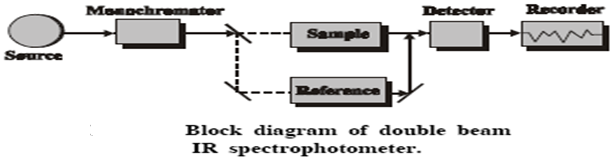 Monochromator
Detector
Recorder
Source
Sample
Reference
Block diagram of double beam
IR spectrophotometer.